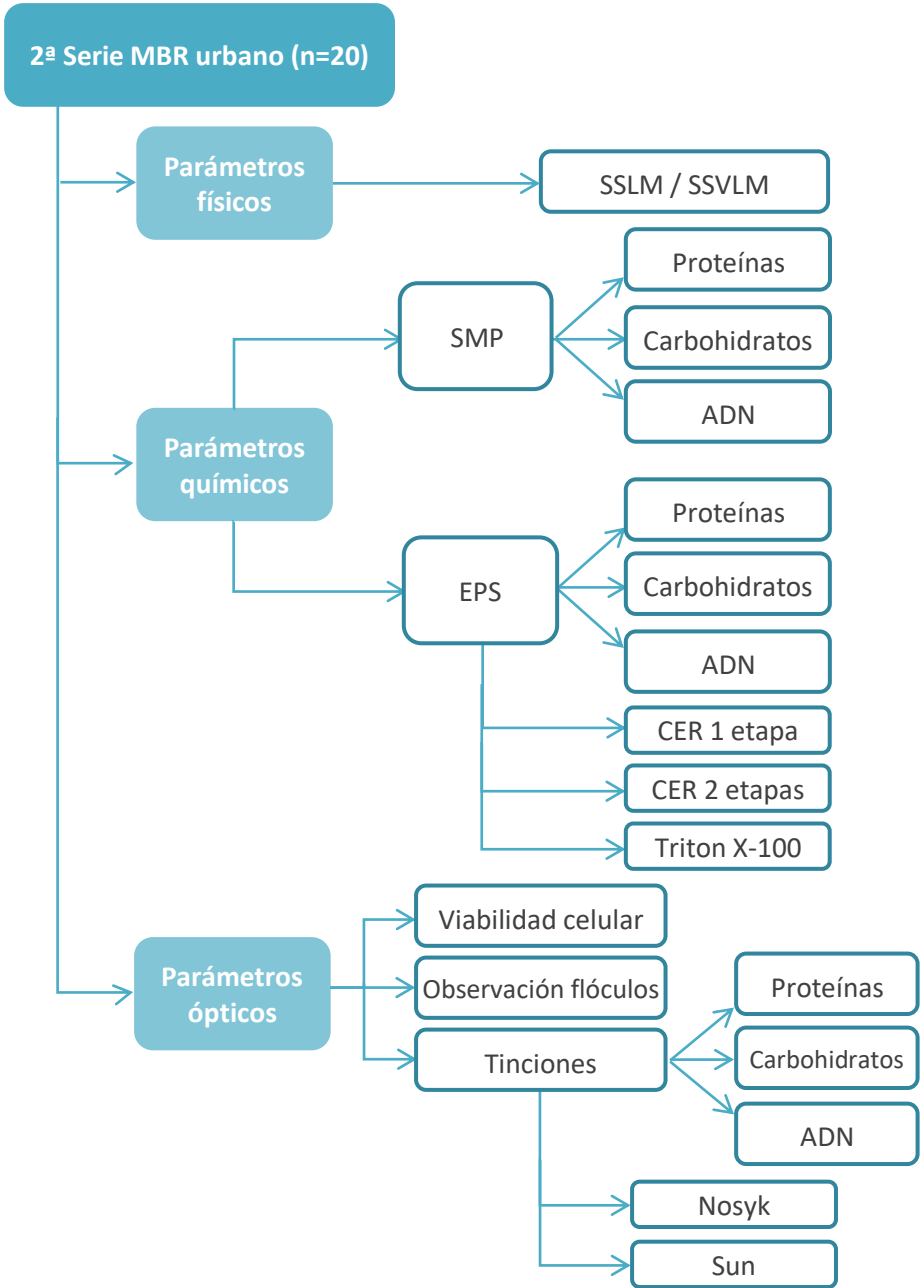 2ª Serie MBR urbano (n=20)
Parámetros
físicos
SSLM / SSVLM
Parámetros
químicos
SMP
Proteínas
Carbohidratos
ADN
EPS
Proteínas
Carbohidratos
ADN
CER 1 etapa
CER 2 etapas
Triton X-100
Parámetros
ópticos
Viabilidad celular
Observación flóculos
Tinciones
Proteínas
Carbohidratos
ADN
Nosyk
Sun